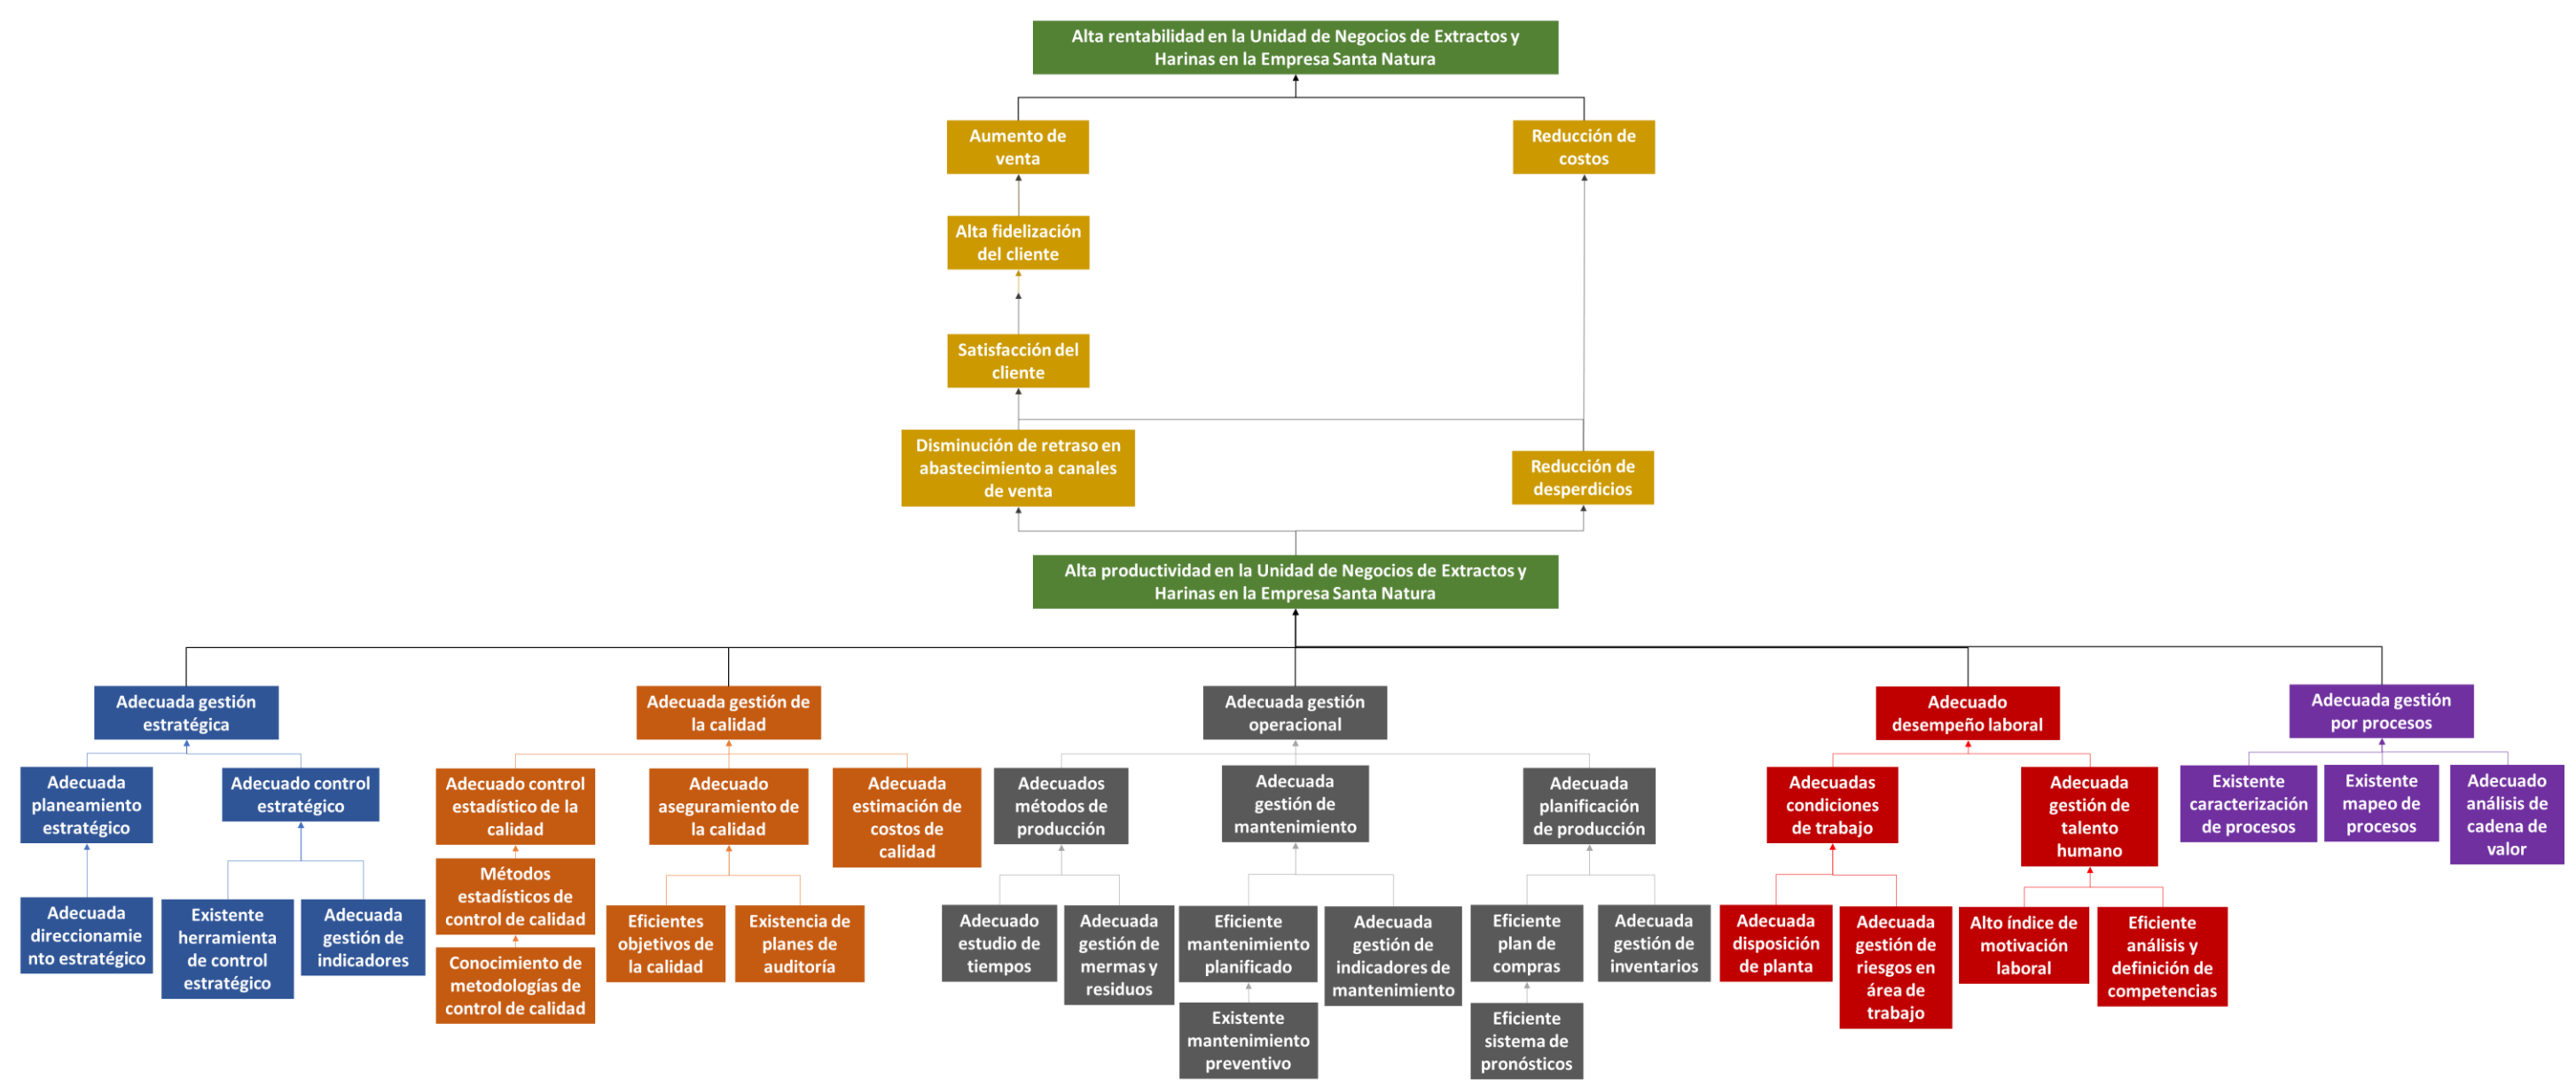 Alta rentabilidad en la Unidad de Negocios de Extractos y
Harinas en la Empresa Santa Natura
Aumento de
venta
Reducción de
costos
Alta fidelización
del cliente
Satisfacción del
cliente
Disminución de retraso en
abastecimiento a canales
de venta
Reducción de
desperdicios
Alta productividad en la Unidad de Negocios de Extractos y
Harinas en la Empresa Santa Natura
Adecuada gestión
estratégica
Adecuada gestión de
la calidad
Adecuada gestión
operacional
Adecuado
desempeño laboral
Adecuada gestión
por procesos
Adecuada
planeamiento
estratégico
Adecuado control
estratégico
Adecuado control
estadístico de la
calidad
Adecuado
aseguramiento de
la calidad
Adecuada
estimación de
costos de
calidad
Adecuados
métodos de
producción
Adecuada
gestión de
mantenimiento
Adecuada
planificación
de producción
Adecuadas
condiciones
de trabajo
Adecuada
gestión de
talento
humano
Existente
caracterización
de procesos
Existente
mapeo de
procesos
Adecuado
análisis de
cadena de
valor
Adecuada
direccionamie
nto estratégico
Existente
herramienta
de control
estratégico
Adecuada
gestión de
indicadores
Métodos
estadísticos de
control de calidad
Conocimiento de
metodologías de
control de calidad
Eficientes
objetivos de
la calidad
Existencia de
planes de
auditoría
Adecuado
estudio de
tiempos
Adecuada
gestión de
mermas y
residuos
Eficiente
mantenimiento
planificado
Adecuada
gestión de
indicadores de
mantenimiento
Existente
mantenimiento
preventivo
Eficiente
plan de
compras
Adecuada
gestión de
inventarios
Eficiente
sistema de
pronósticos
Adecuada
disposición
de planta
Adecuada
gestión de
riesgos en
área de
trabajo
Alto índice de
motivación
laboral
Eficiente
análisis y
definición de
competencias